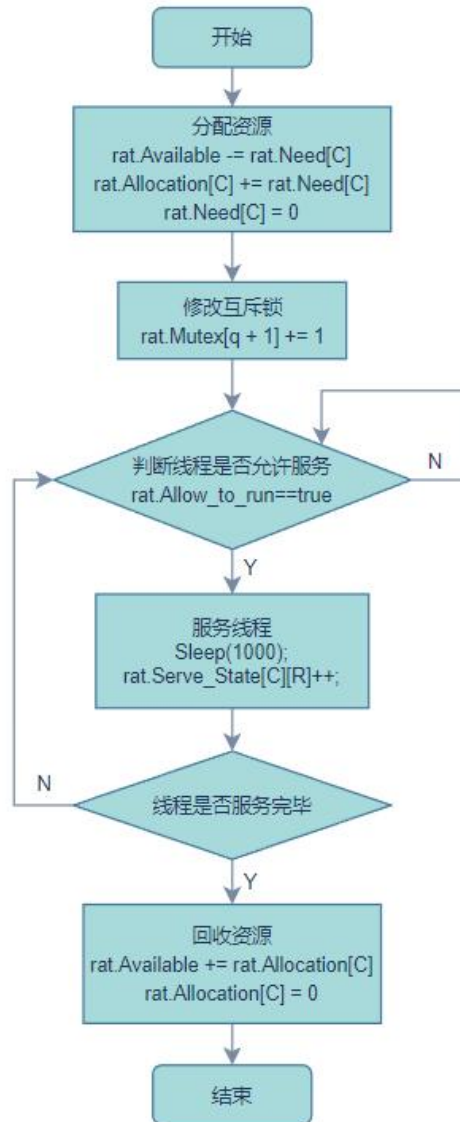 开始
分配资源
rat.Available -= rat.Need[C]
rat.Allocation[C] += rat.Need[C]
rat.Need[C] = 0
修改互斥锁
rat.Mutex[q + 1] += 1
判断线程是否允许服务
rat.Allow_to_run==true
N
Y
服务线程
Sleep(1000);
rat.Serve_State[C][R]++;
N
线程是否服务完毕
Y
回收资源
rat.Available += rat.Allocation[C]
rat.Allocation[C] = 0
结束